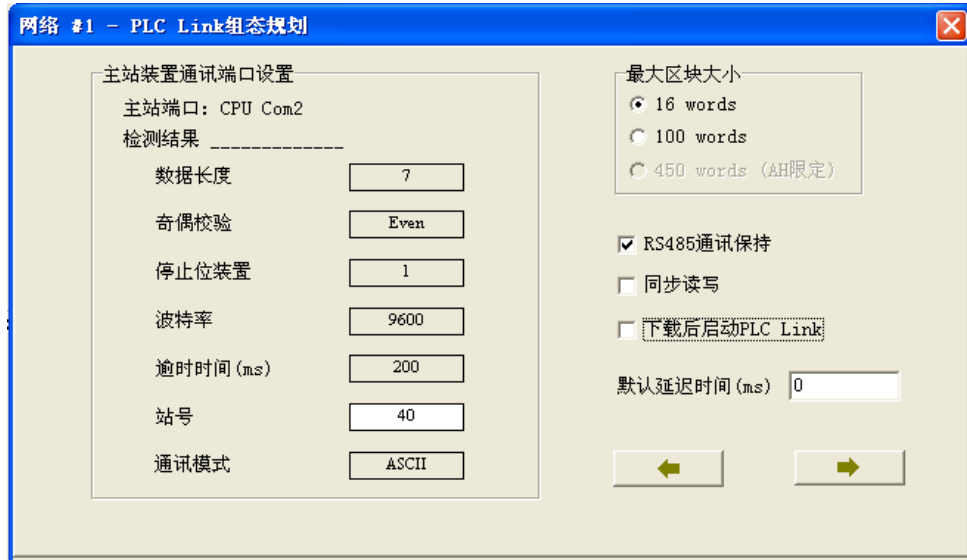 网络 #1 - PLC Link组态规划
主站装置通讯端口设置
主站端口: CPU Com2
检测结果 _____________
数据长度 7
奇偶校验 Even
停止位装置 1
波特率 9600
逾时时间(ms) 200
站号 40
通讯模式 ASCII
最大区块大小
16 words
100 words
450 words (AH限定)
RS485通讯保持
同步读写
下载后启动PLC Link
默认延迟时间(ms) 0